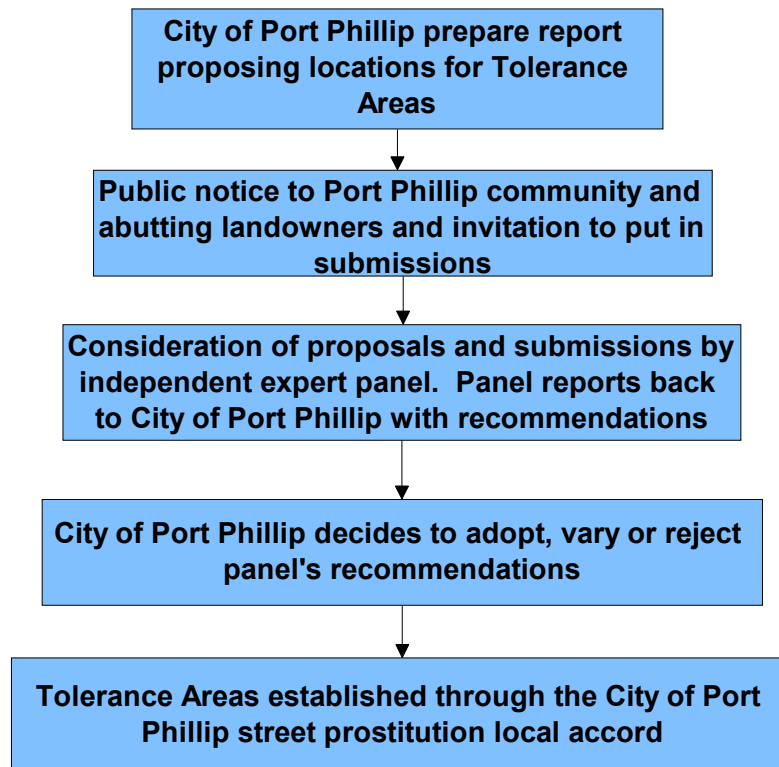 City of Port Phillip prepare report
proposing locations for Tolerance
Areas
Public notice to Port Phillip community and
abutting landowners and invitation to put in
submissions
Consideration of proposals and submissions by
independent expert panel.  Panel reports back
to City of Port Phillip with recommendations
City of Port Phillip decides to adopt, vary or reject
panel's recommendations
Tolerance Areas established through the City of Port
Phillip street prostitution local accord